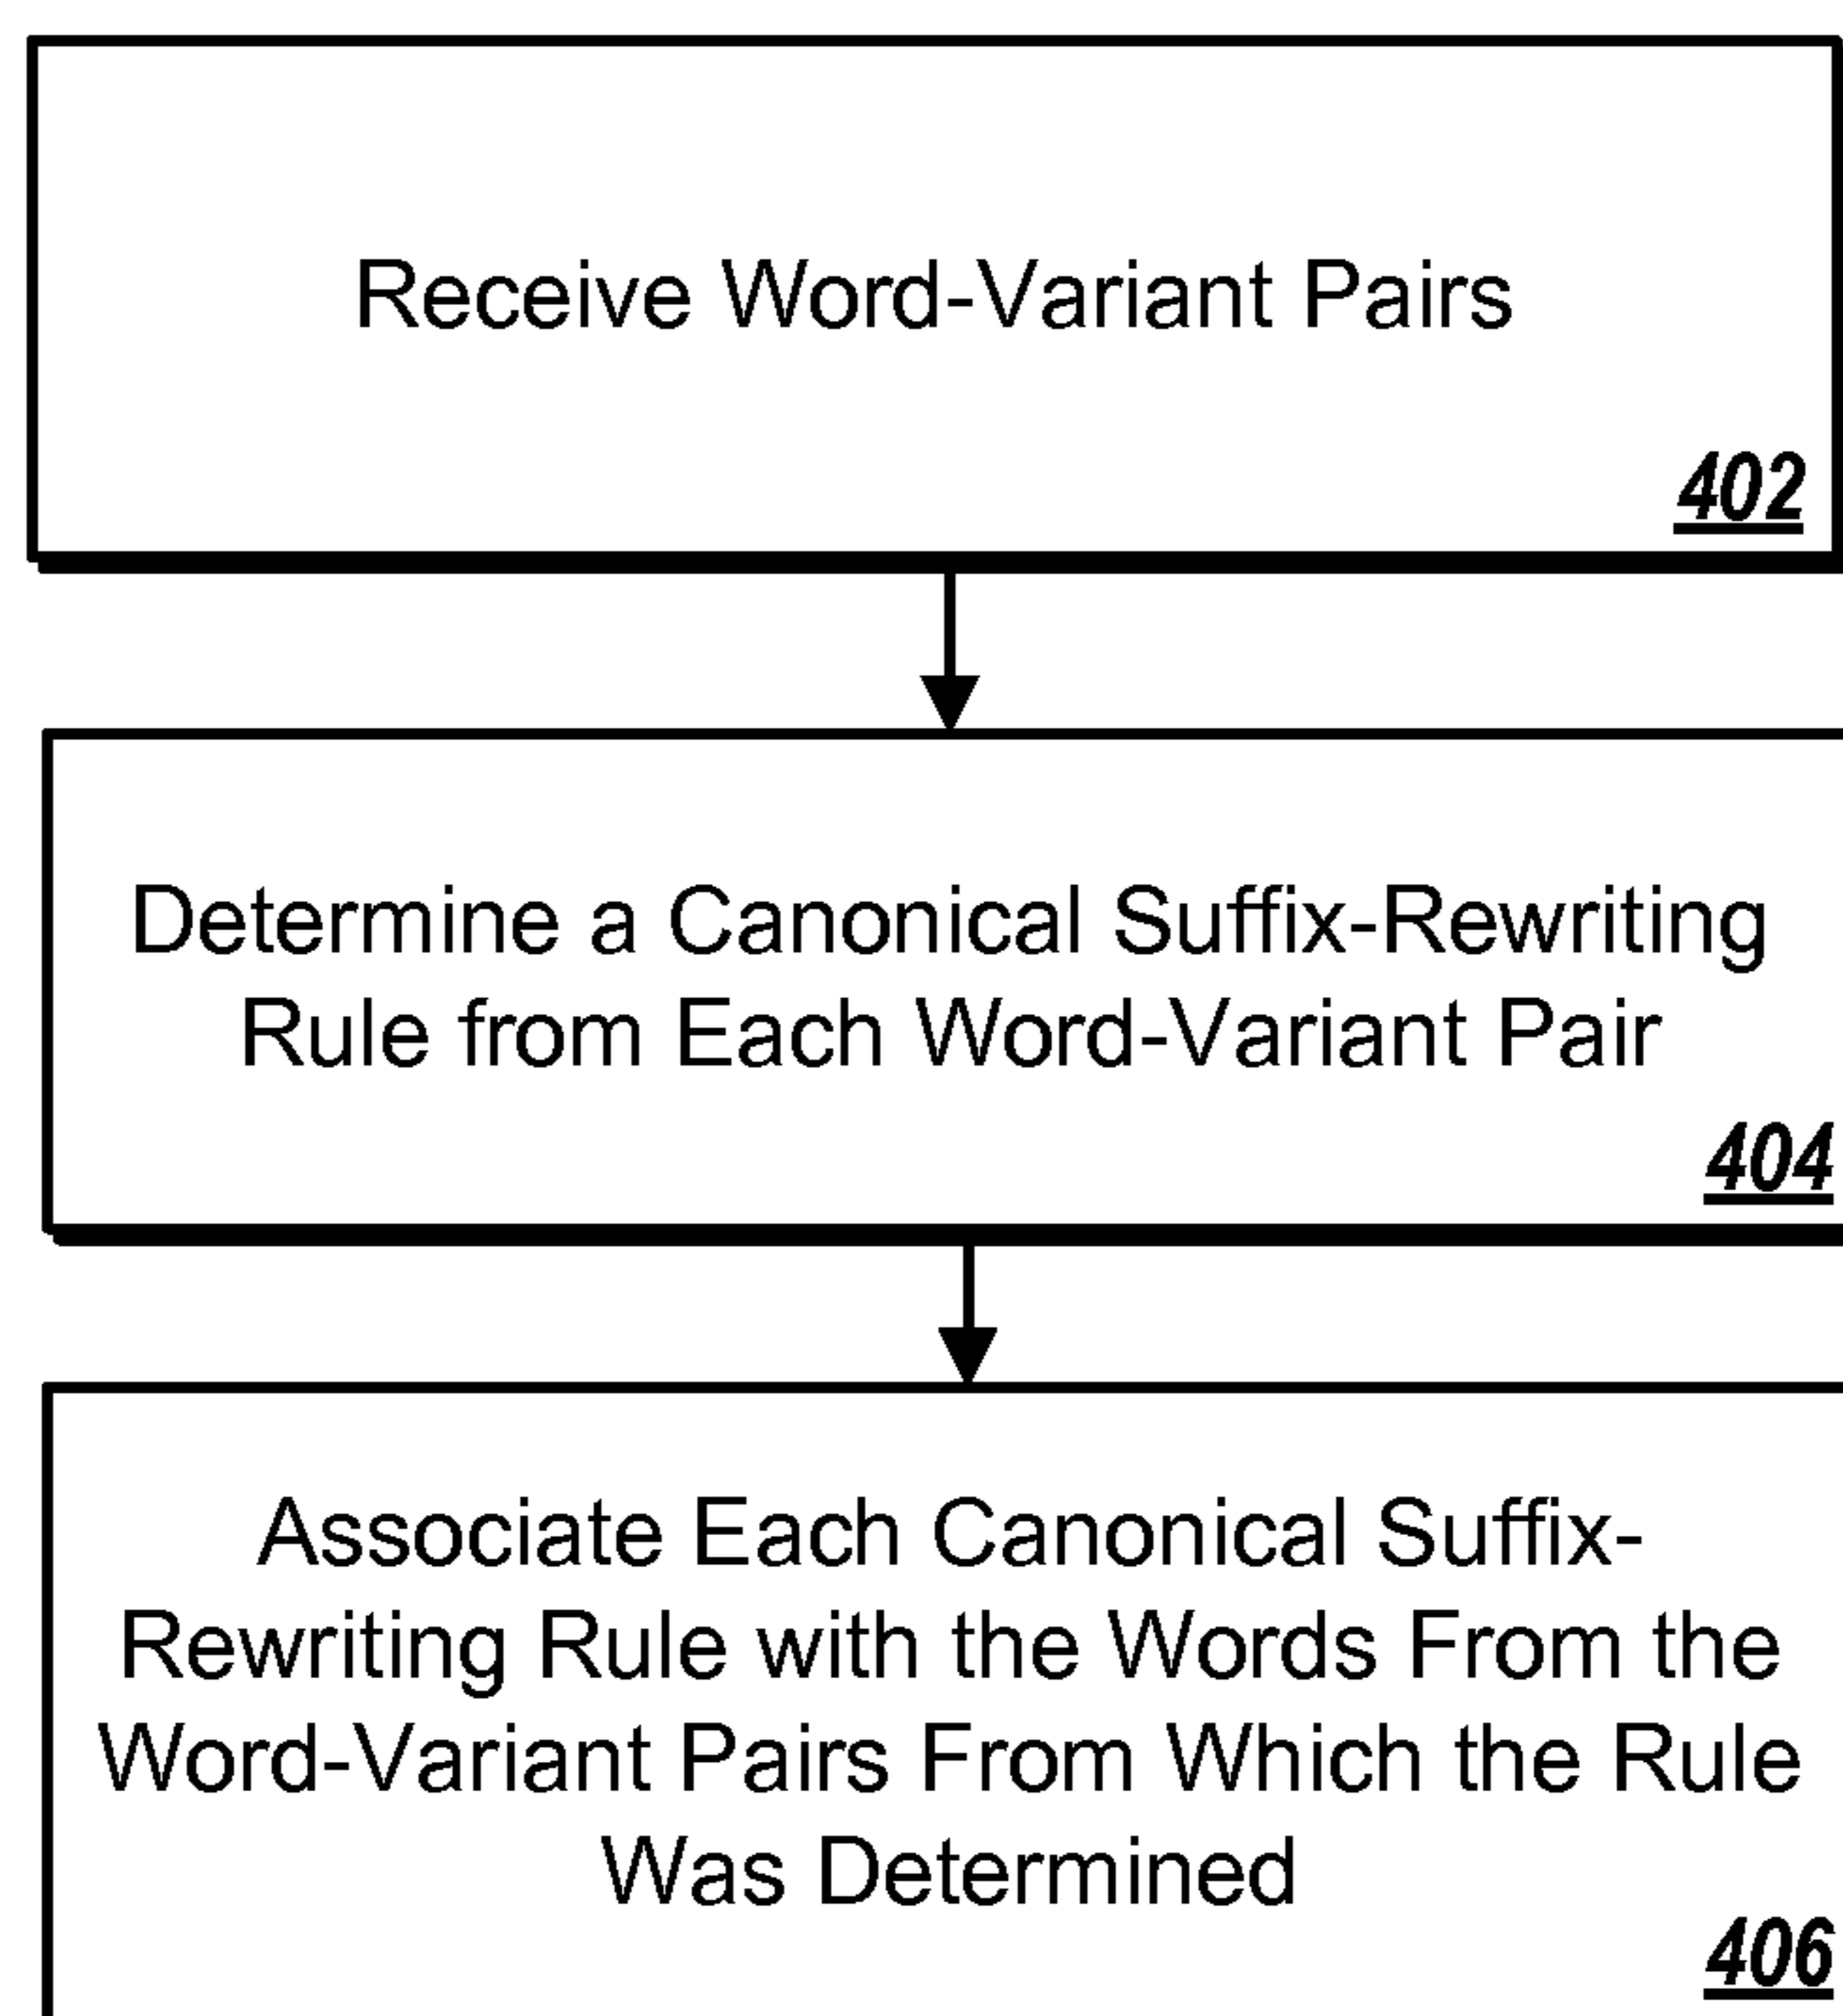 Receive Word-Variant Pairs
402
Determine a Canonical Suffix-Rewriting
Rule from Each Word-Variant Pair
404
Associate Each Canonical Suffix-
Rewriting Rule with the Words From the
Word-Variant Pairs From Which the Rule
Was Determined
406